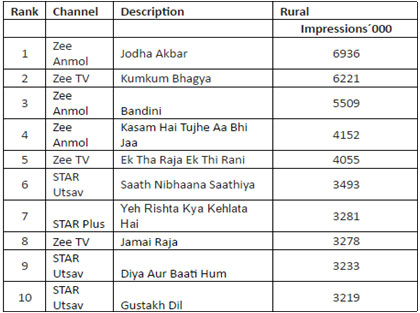 Rank Channel Description Rural
Impressions´000
1 Zee Anmol Jodha Akbar 6936
2 Zee TV Kumkum Bhagya 6221
3 Zee Anmol Bandini 5509
4 Zee Anmol Kasam Hai Tujhe Aa Bhi Jaa 4152
5 Zee TV Ek Tha Raja Ek Thi Rani 4055
6 STAR Utsav Saath Nibhaana Saathiya 3493
7 STAR Plus Yeh Rishta Kya Kehlata Hai 3281
8 Zee TV Jamai Raja 3278
9 STAR Utsav Diya Aur Baati Hum 3233
10 STAR Utsav Gustakh Dil 3219